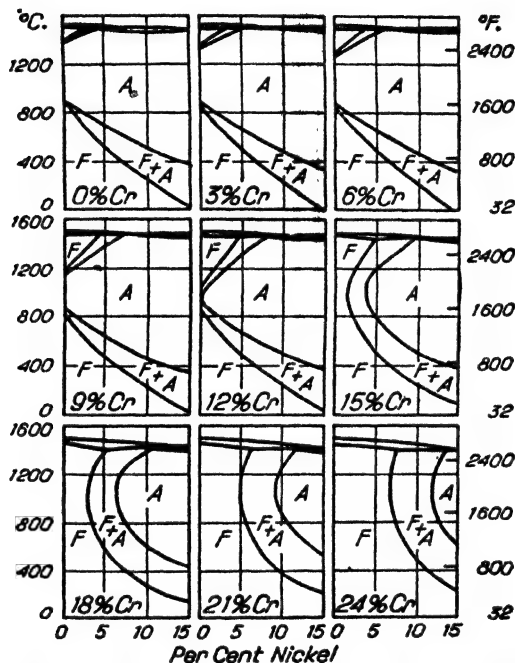 °C. °F.
1200 A A A 2400
800 1600
400 F F+A F F+A F F+A 800
0 0%Cr 3%Cr 6%Cr 32
1600
1200 F A F A F A 2400
800 1600
400 F F+A F F+A F+A 800
0 9%Cr 12%Cr 15%Cr 32
1600
1200 A A A 2400
800 F F+A F F+A F F+A 1600
400 800
0 18%Cr 21%Cr 24%Cr 32
0 5 10 15 0 5 10 15 0 5 10 15
Per Cent Nickel